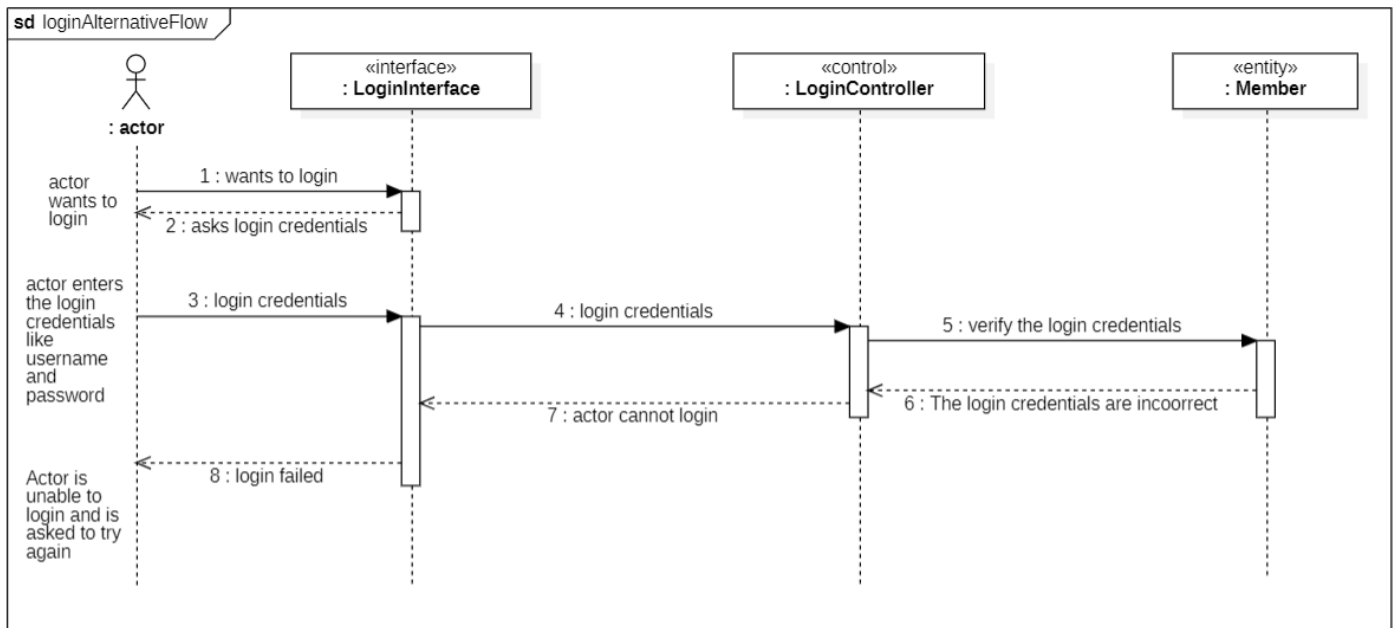 sd loginAlternativeFlow
«interface»
: LoginInterface
«control»
: LoginController
«entity»
: Member
: actor
actor
wants to
login
1 : wants to login
2 : asks login credentials
actor enters
the login
credentials
like
username
and
password
3 : login credentials
4 : login credentials
5 : verify the login credentials
6 : The login credentials are incoorrect
7 : actor cannot login
8 : login failed
Actor is
unable to
login and is
asked to try
again